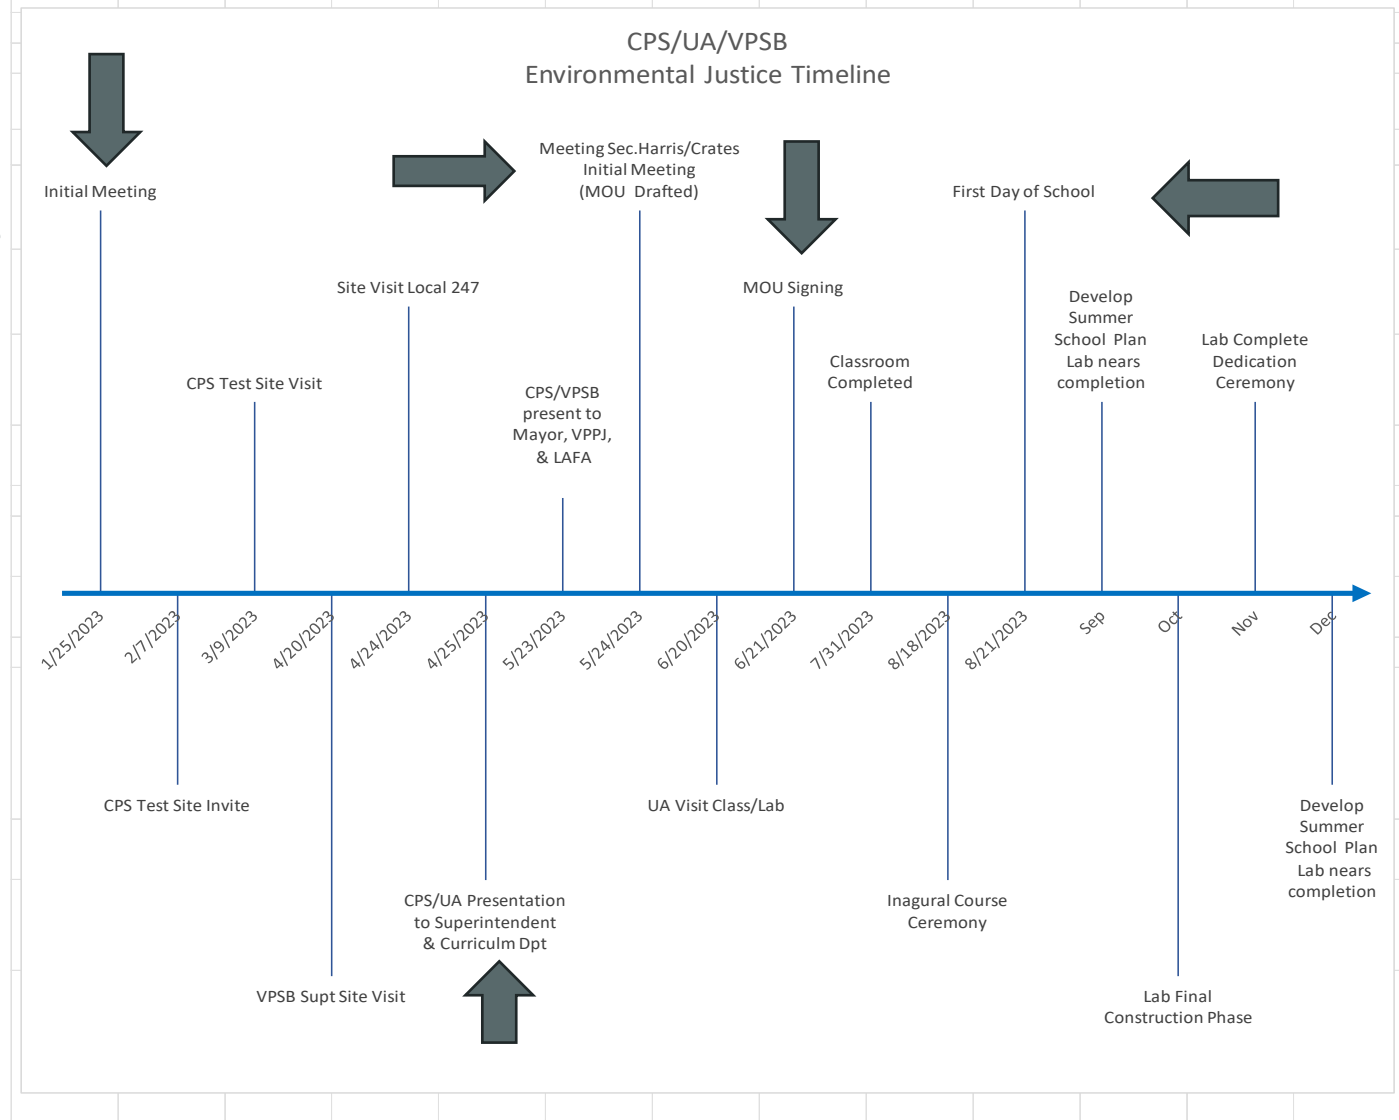 CPS/UA/VPSB
Environmental Justice Timeline
Initial Meeting
Meeting Sec.Harris/Crates
Initial Meeting
(MOU Drafted)
First Day of School
Site Visit Local 247
MOU Signing
Develop
Summer
School Plan
Lab nears
completion
Lab Complete
Dedication
Ceremony
Classroom
Completed
CPS Test Site Visit
CPS/VPSB
present to
Mayor, VPPJ,
& LAFA
1/25/2023
2/7/2023
3/9/2023
4/20/2023
4/24/2023
4/25/2023
5/23/2023
5/24/2023
6/20/2023
6/21/2023
7/31/2023
8/18/2023
8/21/2023
Sep
Oct
Nov
Dec
CPS Test Site Invite
UA Visit Class/Lab
Develop
Summer
School Plan
Lab nears
completion
CPS/UA Presentation
to Superintendent
& Curriculm Dpt
Inagural Course
Ceremony
VPSB Supt Site Visit
Lab Final
Construction Phase